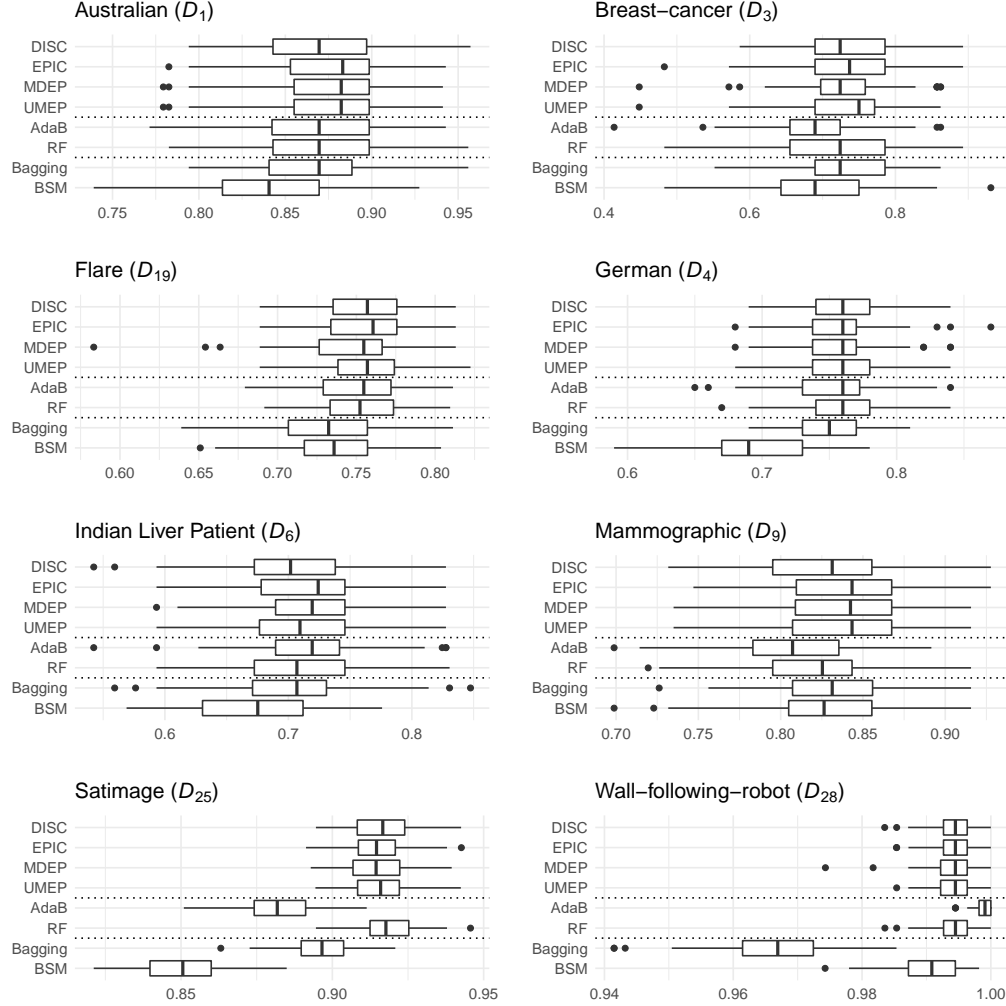 Australian (D1)
DISC
EPIC
MDEP
UMEP
AdaB
RF
Bagging
BSM
0.75 0.80 0.85 0.90 0.95
Breast−cancer (D3)
DISC
EPIC
MDEP
UMEP
AdaB
RF
Bagging
BSM
0.4 0.6 0.8
Flare (D19)
DISC
EPIC
MDEP
UMEP
AdaB
RF
Bagging
BSM
0.60 0.65 0.70 0.75 0.80
German (D4)
DISC
EPIC
MDEP
UMEP
AdaB
RF
Bagging
BSM
0.6 0.7 0.8
Indian Liver Patient (D6)
DISC
EPIC
MDEP
UMEP
AdaB
RF
Bagging
BSM
0.6 0.7 0.8
Mammographic (D9)
DISC
EPIC
MDEP
UMEP
AdaB
RF
Bagging
BSM
0.70 0.75 0.80 0.85 0.90
Satimage (D25)
DISC
EPIC
MDEP
UMEP
AdaB
RF
Bagging
BSM
0.85 0.90 0.95
Wall−following−robot (D28)
DISC
EPIC
MDEP
UMEP
AdaB
RF
Bagging
BSM
0.94 0.96 0.98 1.00